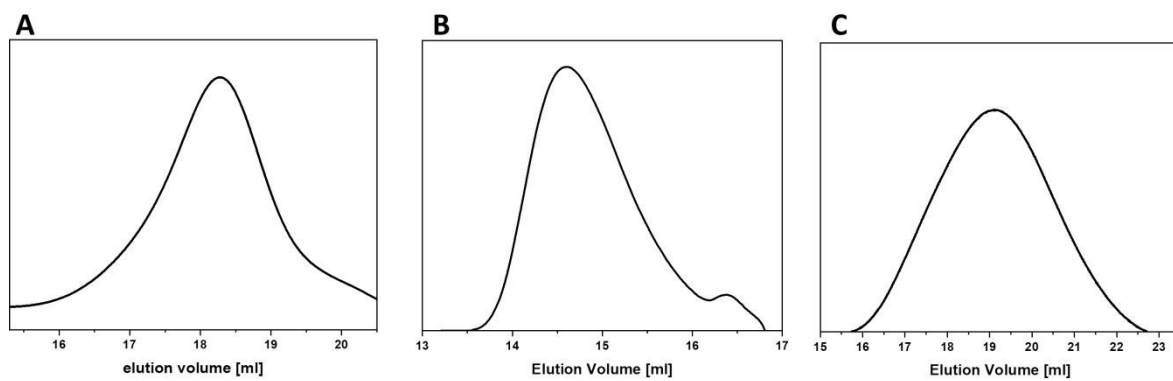 A
B
C
16 17 18 19 20
13 14 15 16 17
15 16 17 18 19 20 21 22 23
elution volume [ml]
Elution Volume [ml]
Elution Volume [ml]